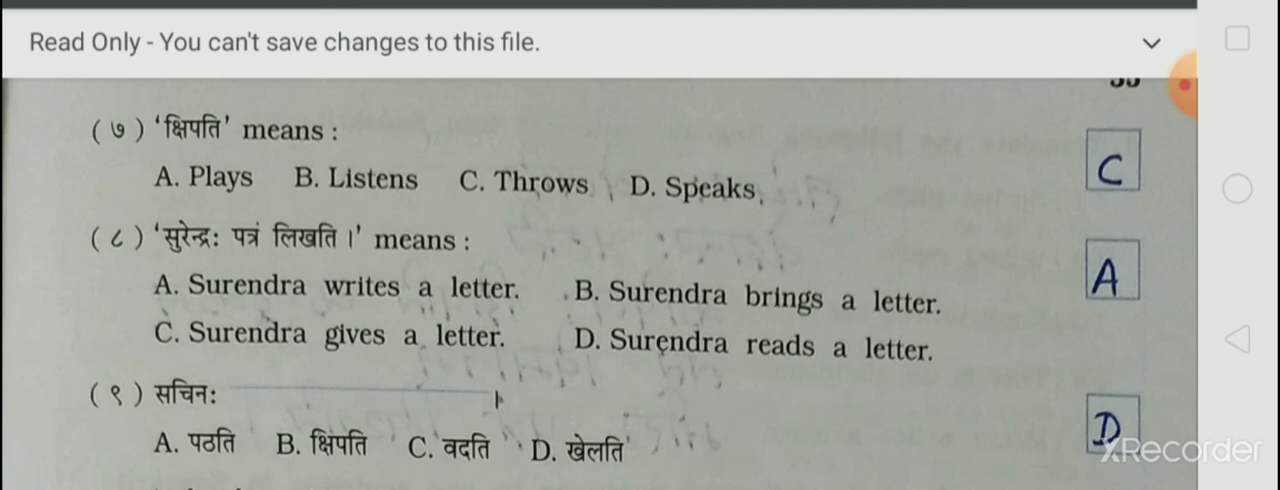 Read Only - You can't save changes to this file.
(७) 'क्षिपति' means :
C
A. Plays B. Listens C. Throws D. Speaks
(८) 'सुरेन्द्रः पत्रं लिखति ।' means :
A
A. Surendra writes a letter. B. Surendra brings a letter.
C. Surendra gives a letter. D. Surendra reads a letter.
(९) सचिनः ।
D
A. पठति B. क्षिपति C. वदति D. खेलति
XRecorder